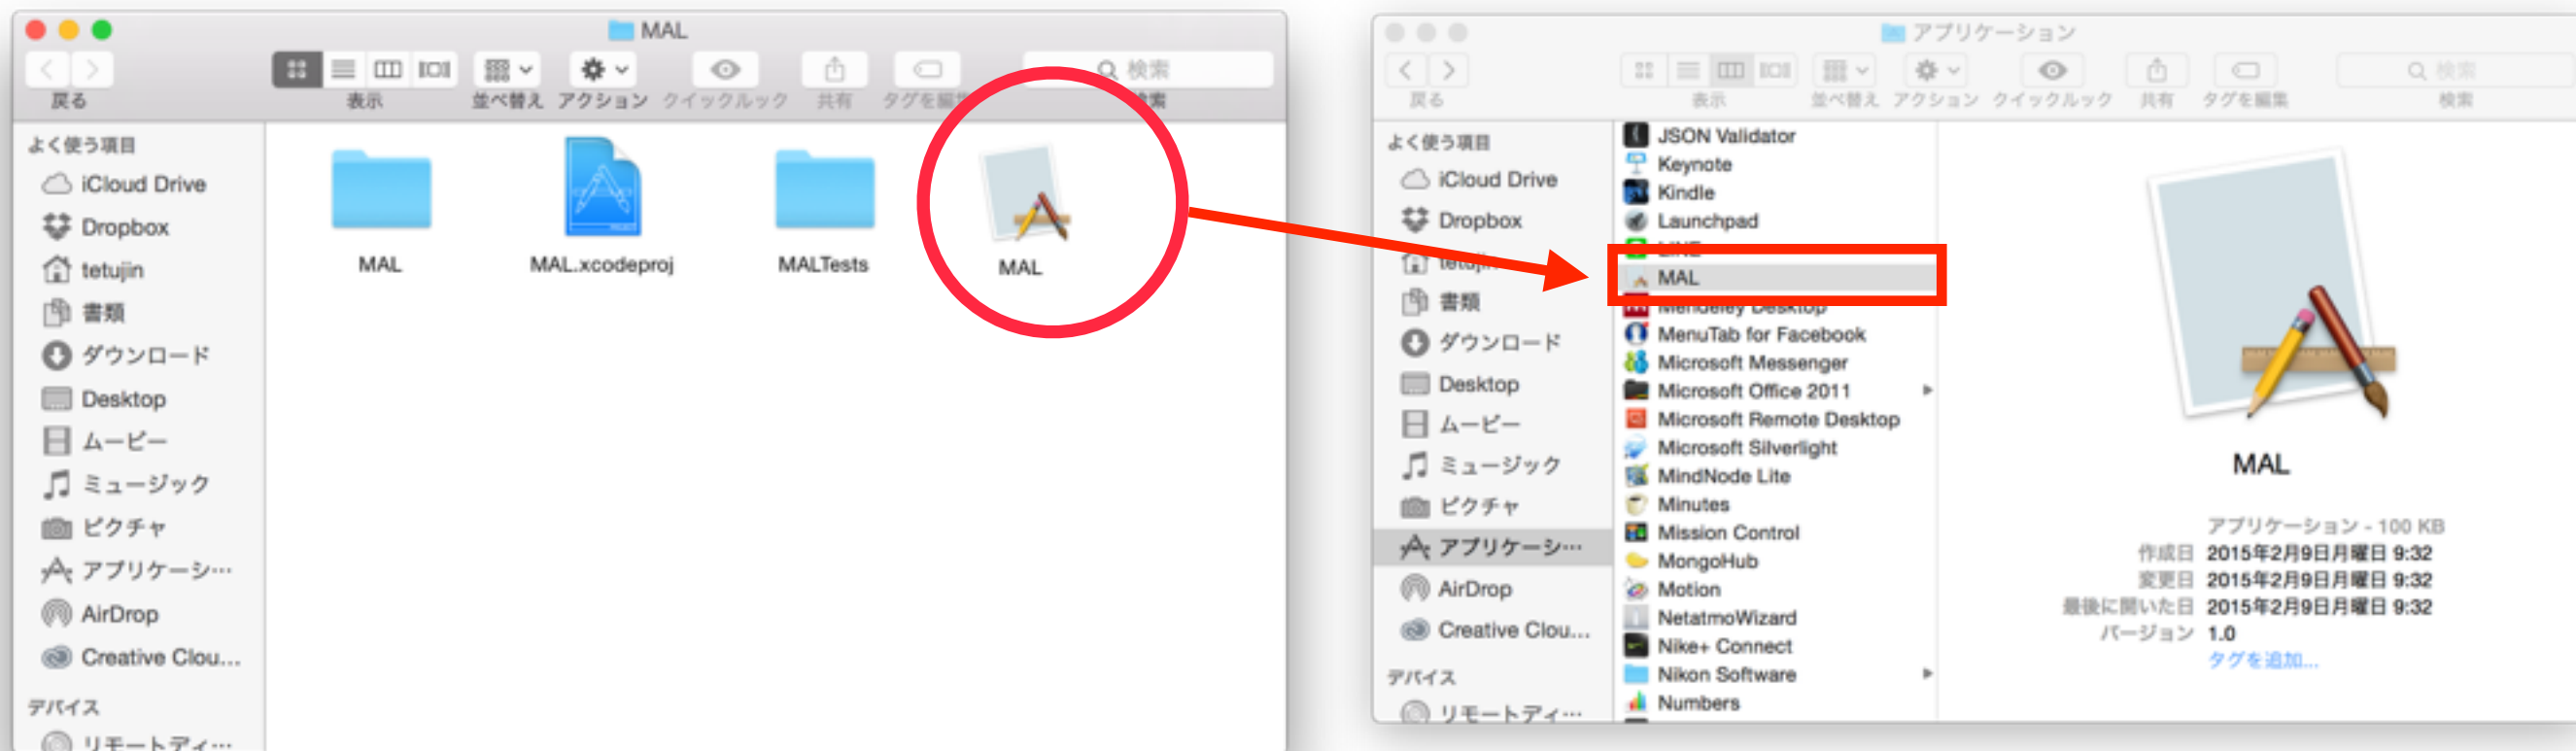 MAL
検索
戻る
表示
並べ替え
アクション
クイックルック
共有
タグを編集
検索
よく使う項目
iCloud Drive
Dropbox
tetujin
書類
ダウンロード
Desktop
ムービー
ミュージック
ピクチャ
アプリケーシ…
AirDrop
Creative Clou...
デバイス
リモートディ…
MAL
MAL.xcodeproj
MALTests
MAL
アプリケーション
検索
戻る
表示
並べ替え
アクション
クイックルック
共有
タグを編集
検索
よく使う項目
iCloud Drive
Dropbox
tetujin
書類
ダウンロード
Desktop
ムービー
ミュージック
ピクチャ
アプリケーシ…
AirDrop
Creative Clou...
デバイス
リモートディ…
JSON Validator
Keynote
Kindle
Launchpad
LINE
MAL
Mendeley Desktop
MenuTab for Facebook
Microsoft Messenger
Microsoft Office 2011
Microsoft Remote Desktop
Microsoft Silverlight
MindNode Lite
Minutes
Mission Control
MongoHub
Motion
NetatmoWizard
Nike+ Connect
Nikon Software
Numbers
MAL
アプリケーション - 100 KB
作成日 2015年2月9日月曜日 9:32
変更日 2015年2月9日月曜日 9:32
最後に開いた日 2015年2月9日月曜日 9:32
バージョン 1.0
タグを追加...